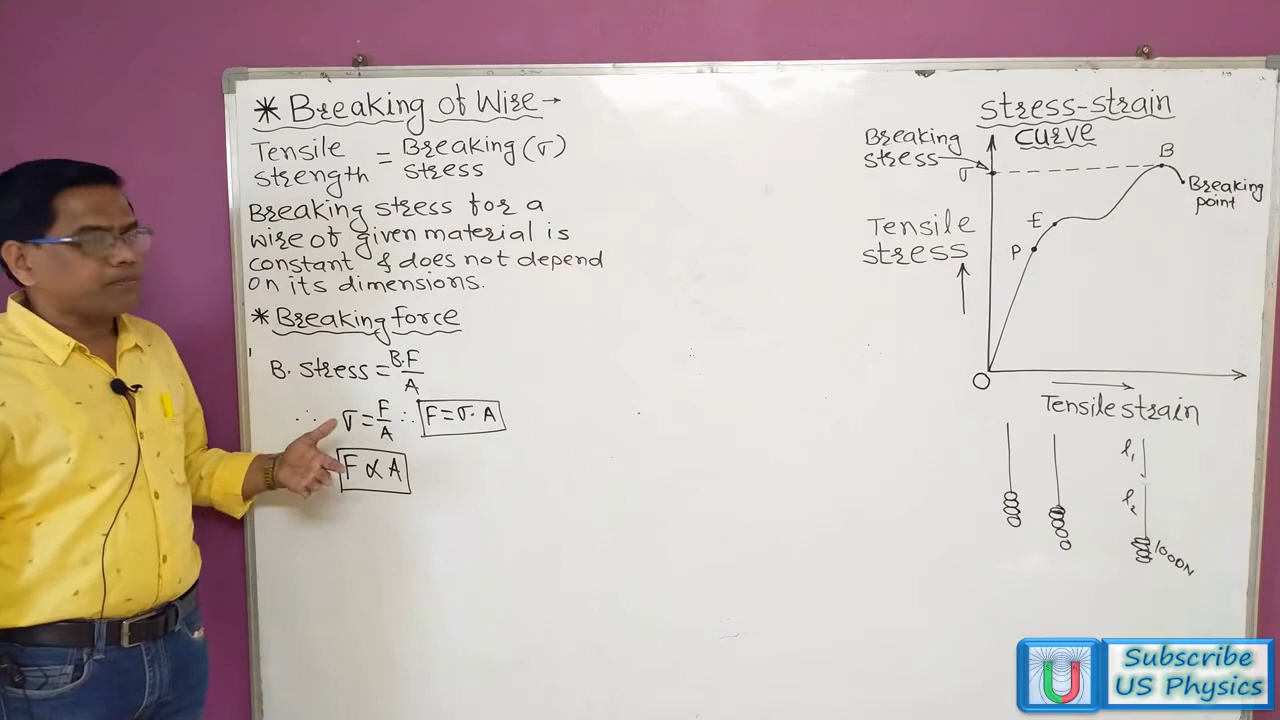 * Breaking of Wire →
Tensile strength = Breaking stress (σ)
Breaking stress for a
wire of given material is
constant & does not depend
on its dimensions.
* Breaking force
B. Stress = B.F / A
∴ σ = F / A ∴ F = σ. A
F ∝ A
stress-strain
curve
Breaking
stress
σ
B
Breaking
point
E
P
Tensile
stress
O
Tensile strain
l₁
l₂
1000N
Subscribe
US Physics